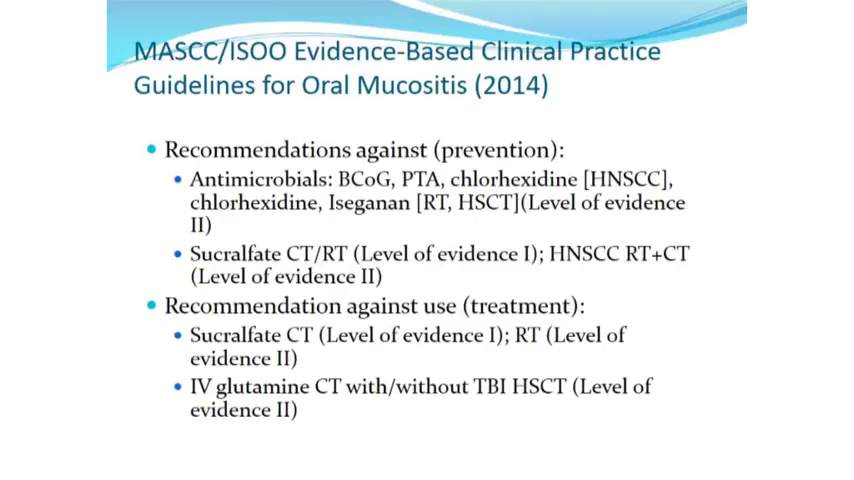 MASCC/ISOO Evidence-Based Clinical Practice
Guidelines for Oral Mucositis (2014)
• Recommendations against (prevention):
• Antimicrobials: BCoG, PTA, chlorhexidine [HNSCC],
chlorhexidine, Iseganan [RT, HSCT](Level of evidence
II)
• Sucralfate CT/RT (Level of evidence I); HNSCC RT+CT
(Level of evidence II)
• Recommendation against use (treatment):
• Sucralfate CT (Level of evidence I); RT (Level of
evidence II)
• IV glutamine CT with/without TBI HSCT (Level of
evidence II)